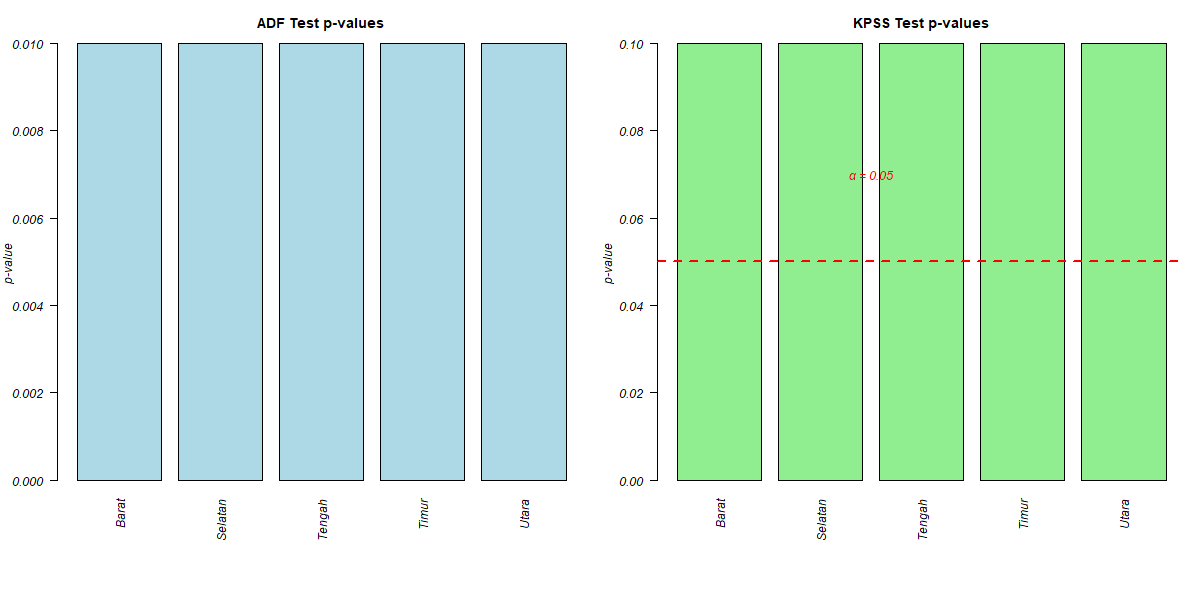 ADF Test p-values
p-value
0.010
0.008
0.006
0.004
0.002
0.000
Barat
Selatan
Tengah
Timur
Utara
KPSS Test p-values
p-value
0.10
0.08
0.06
0.04
0.02
0.00
α = 0.05
Barat
Selatan
Tengah
Timur
Utara